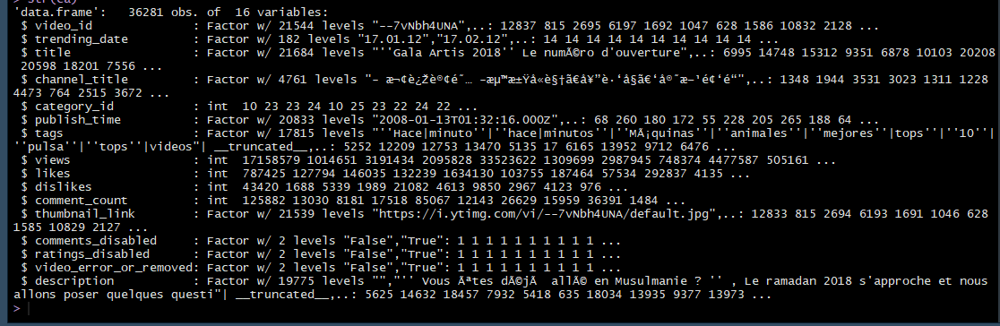 > str(ca)
'data.frame':   36281 obs. of  16 variables:
 $ video_id              : Factor w/ 21544 levels "--7vNbh4UNA",..: 12837 815 2695 6197 1692 1047 628 1586 10832 2128 ...
 $ trending_date         : Factor w/ 182 levels "17.01.12","17.02.12",..: 14 14 14 14 14 14 14 14 14 14 ...
 $ title                 : Factor w/ 21684 levels "''Gala Artis 2018'' Le numÃ©ro d'ouverture",..: 6995 14748 15312 9351 6878 10103 20208
20598 18201 7556 ...
 $ channel_title         : Factor w/ 4761 levels 1348 1944 3531 3023 1311 1228
4473 764 2515 3672 ...
 $ category_id           : int  10 23 23 24 10 25 23 22 24 22 ...
 $ publish_time          : Factor w/ 20833 levels "2008-01-13T01:32:16.000Z",..: 68 260 180 172 55 228 205 265 188 64 ...
 $ tags                  : Factor w/ 17815 levels "''Hace|minuto''|''hace|minutos''|''MÃ¡quinas''|''animales''|''mejores''|tops''|''10''|
''pulsa''|''tops''|videos"| __truncated__,..: 5252 12209 12753 13470 5135 17 6165 13952 9712 6476 ...
 $ views                 : int  17158579 1014651 3191434 2095828 33523622 1309699 2987945 748374 4477587 505161 ...
 $ likes                 : int  787425 127794 146035 132239 1634130 103755 187464 57534 292837 4135 ...
 $ dislikes              : int  43420 1688 5339 1989 21082 4613 9850 2967 4123 976 ...
 $ comment_count         : int  125882 13030 8181 17518 85067 12143 26629 15959 36391 1484 ...
 $ thumbnail_link        : Factor w/ 21539 levels "https://i.ytimg.com/vi/--7vNbh4UNA/default.jpg",..: 12833 815 2694 6193 1691 1046 628
1585 10829 2127 ...
 $ comments_disabled     : Factor w/ 2 levels "False","True": 1 1 1 1 1 1 1 1 1 1 ...
 $ ratings_disabled      : Factor w/ 2 levels "False","True": 1 1 1 1 1 1 1 1 1 1 ...
 $ video_error_or_removed: Factor w/ 2 levels "False","True": 1 1 1 1 1 1 1 1 1 1 ...
 $ description           : Factor w/ 19775 levels "","'' Vous Ãªtes dÃ©jÃ  allÃ© en Musulmanie ? '' , Le ramadan 2018 s'approche et nous
allons poser quelques questi"| __truncated__,..: 5625 14632 18457 7932 5418 635 18034 13935 9377 13973 ...
>